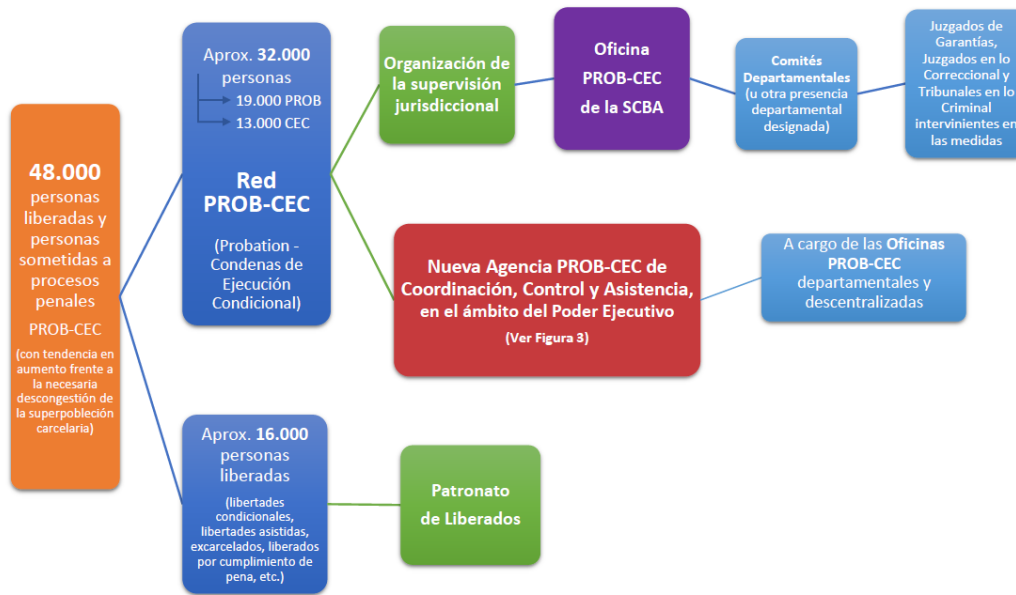 48.000
personas
liberadas y
personas
sometidas a
procesos
penales
PROB-CEC
(con tendencia en
aumento frente a
la necesaria
descongestión de
la superpobleción
carcelaria)
Aprox. 32.000
personas
19.000 PROB
13.000 CEC
Red
PROB-CEC
(Probation -
Condenas de
Ejecución
Condicional)
Organización de
la supervisión
jurisdiccional
Oficina
PROB-CEC
de la SCBA
Comités
Departamentales
(u otra presencia
departamental
designada)
Juzgados de
Garantías,
Juzgados en lo
Correccional y
Tribunales en lo
Criminal
intervinientes en
las medidas
Nueva Agencia PROB-CEC de
Coordinación, Control y Asistencia,
en el ámbito del Poder Ejecutivo
(Ver Figura 3)
A cargo de las Oficinas
PROB-CEC
departamentales y
descentralizadas
Aprox. 16.000
personas
liberadas
(libertades
condicionales,
libertades asistidas,
excarcelados, liberados
por cumplimiento de
pena, etc.)
Patronato
de Liberados